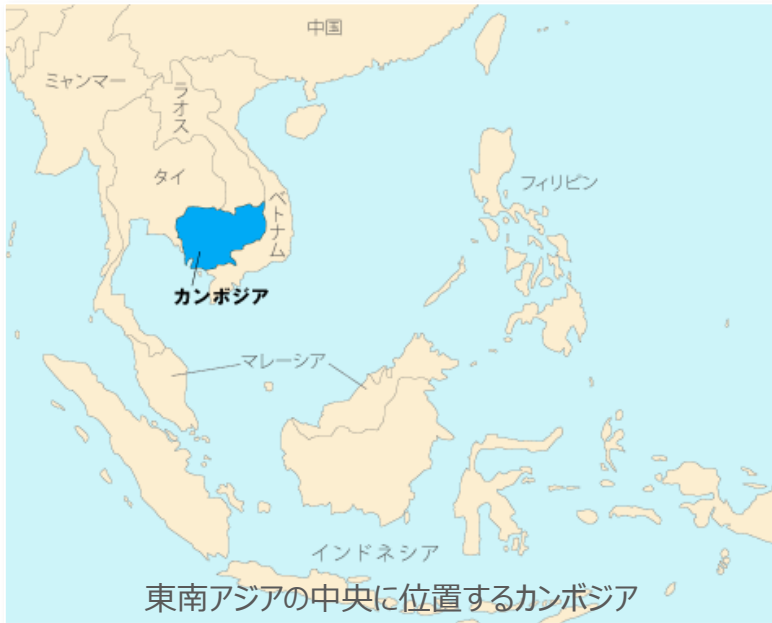 中国
ミャンマー
ラオス
タイ
ベトナム
フィリピン
カンボジア
マレーシア
インドネシア
東南アジアの中央に位置するカンボジア